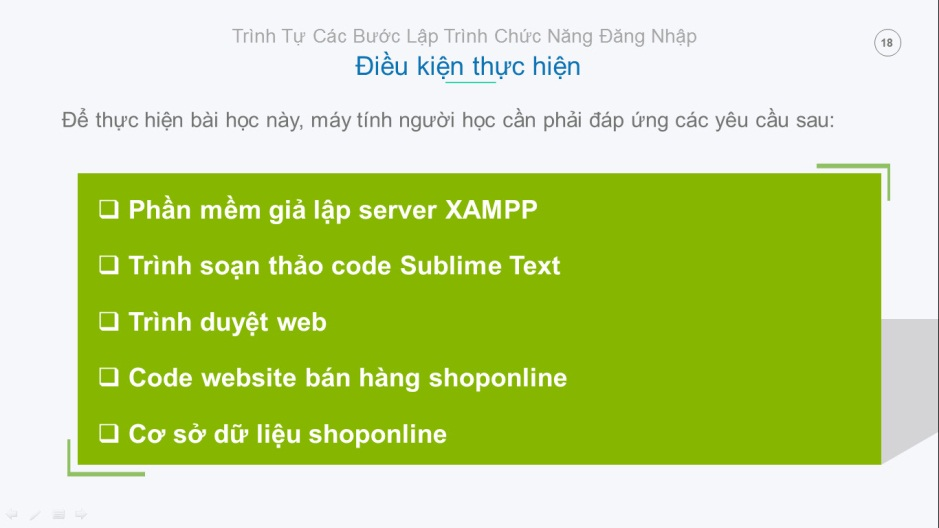 Trình Tự Các Bước Lập Trình Chức Năng Đăng Nhập
18
Điều kiện thực hiện
Để thực hiện bài học này, máy tính người học cần phải đáp ứng các yêu cầu sau:
❑ Phần mềm giả lập server XAMPP
❑ Trình soạn thảo code Sublime Text
❑ Trình duyệt web
❑ Code website bán hàng shoponline
❑ Cơ sở dữ liệu shoponline